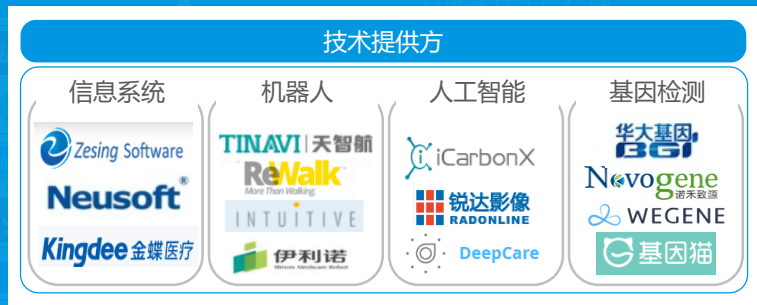 技术提供方
信息系统
机器人
人工智能
基因检测
Zesing Software
Neusoft®
Kingdee 金蝶医疗
TINAVI 天智航
ReWalk
More Than Walking.
INTUITIVE
伊利诺
Illinois Medicare Robot
iCarbonX
锐达影像
RADONLINE
DeepCare
华大基因
BGI
Novogene
诺禾致源
WEGENE
基因猫